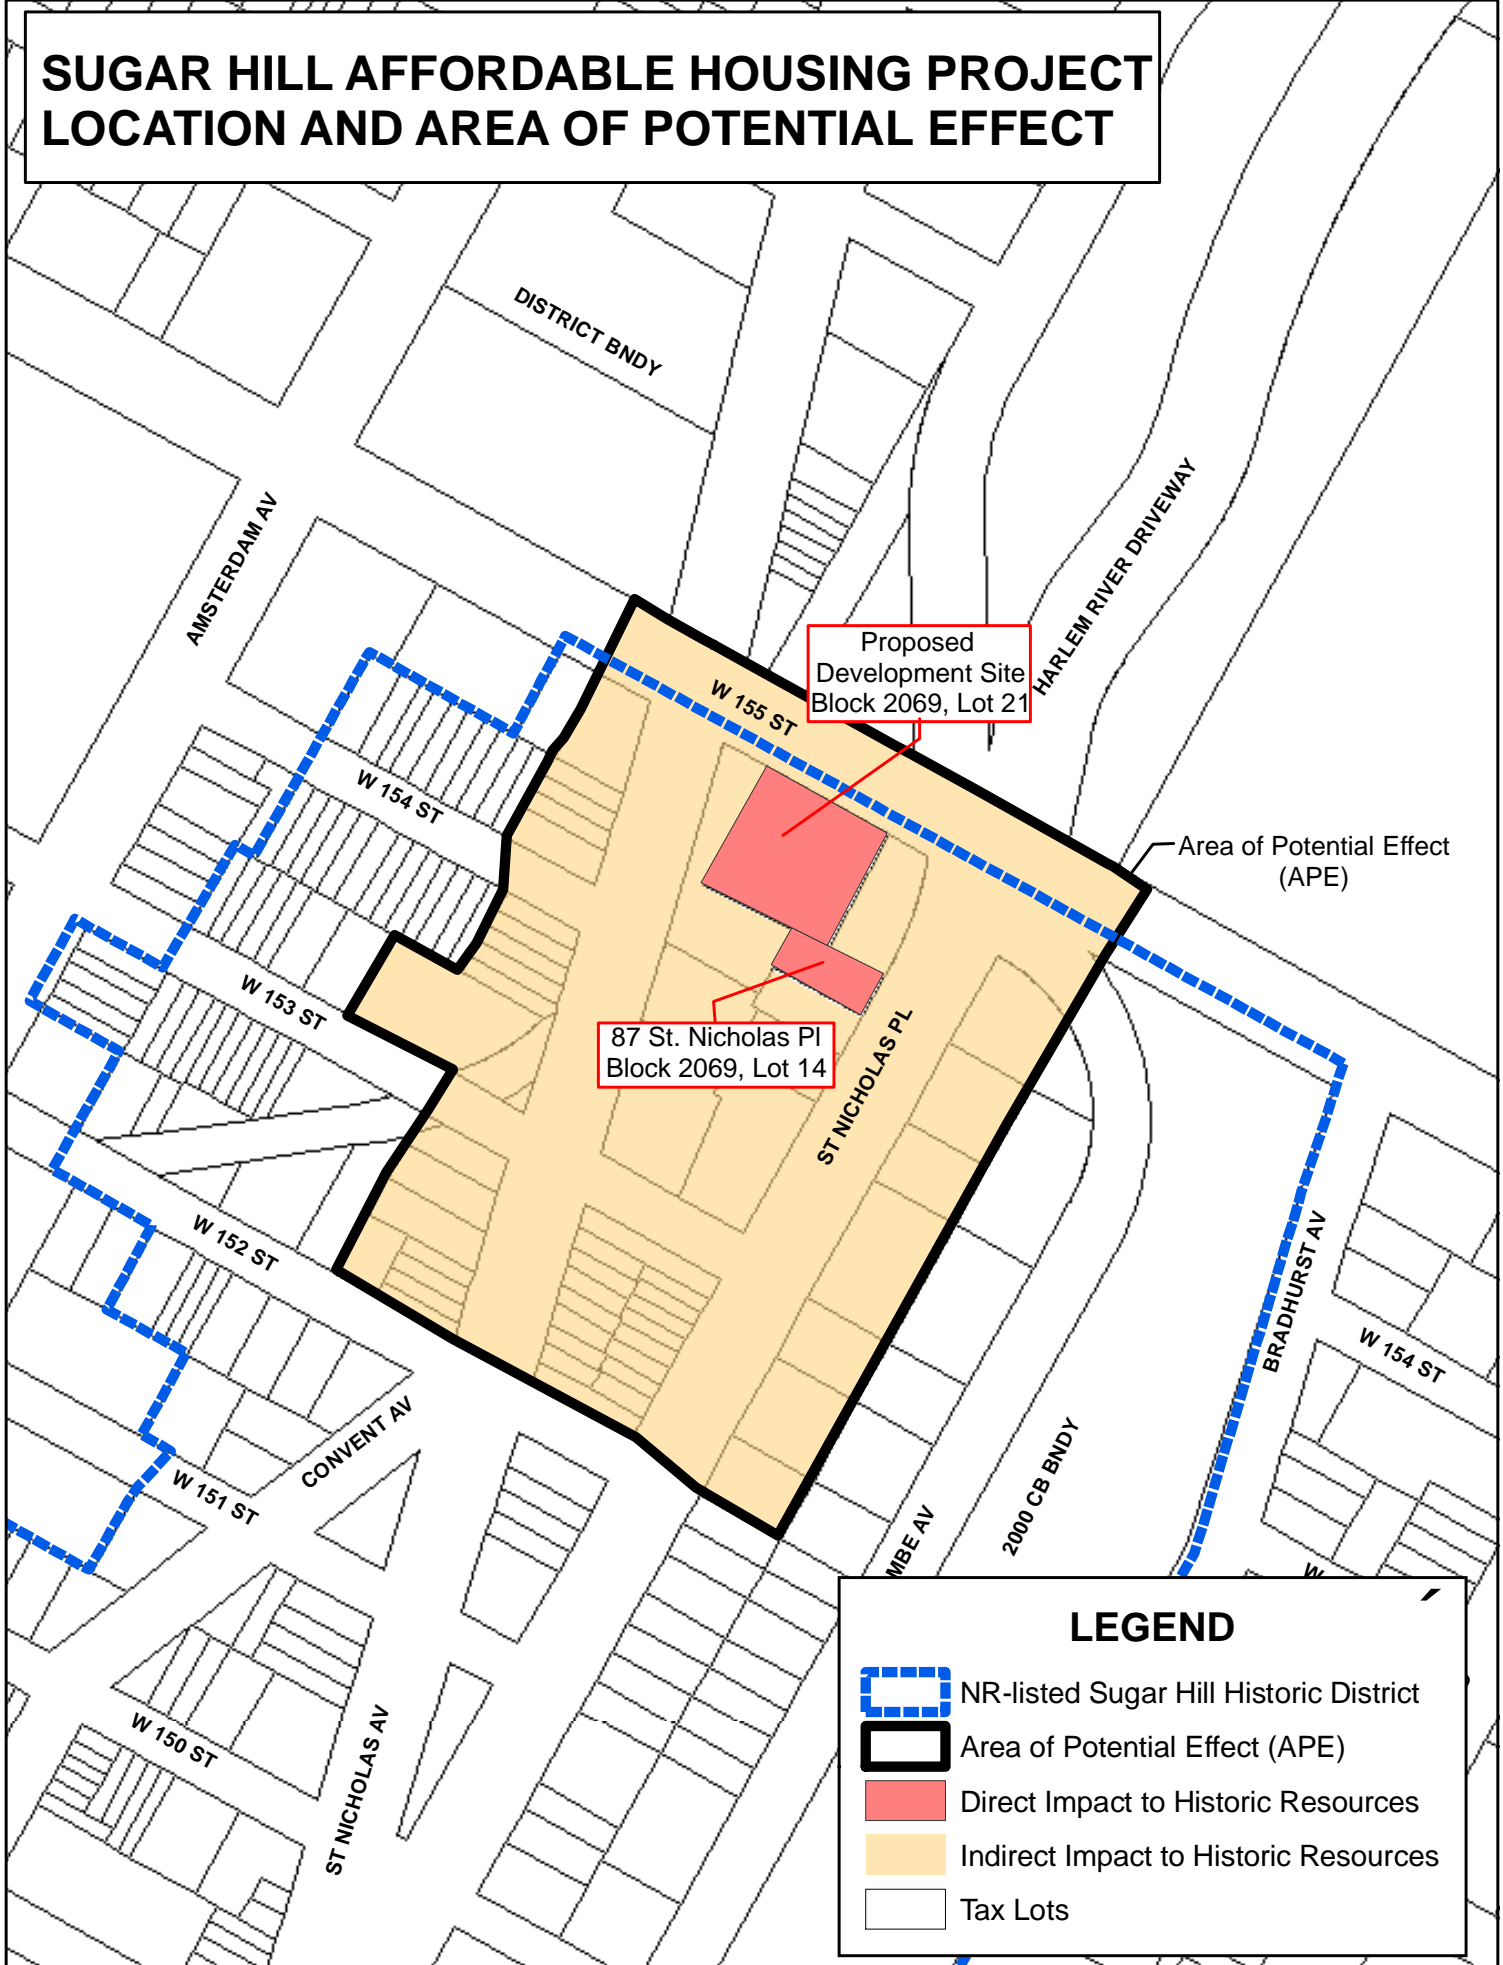 SUGAR HILL AFFORDABLE HOUSING PROJECT
LOCATION AND AREA OF POTENTIAL EFFECT
DISTRICT BNDY
AMSTERDAM AV
HARLEM RIVER DRIVEWAY
Proposed
Development Site
Block 2069, Lot 21
W 155 ST
W 154 ST
Area of Potential Effect
(APE)
W 153 ST
87 St. Nicholas Pl
Block 2069, Lot 14
ST NICHOLAS PL
W 152 ST
BRADHURST AV
W 154 ST
CONVENT AV
W 151 ST
2000 CB BNDY
MBE AV
W
W 150 ST
ST NICHOLAS AV
LEGEND
NR-listed Sugar Hill Historic District
Area of Potential Effect (APE)
Direct Impact to Historic Resources
Indirect Impact to Historic Resources
Tax Lots